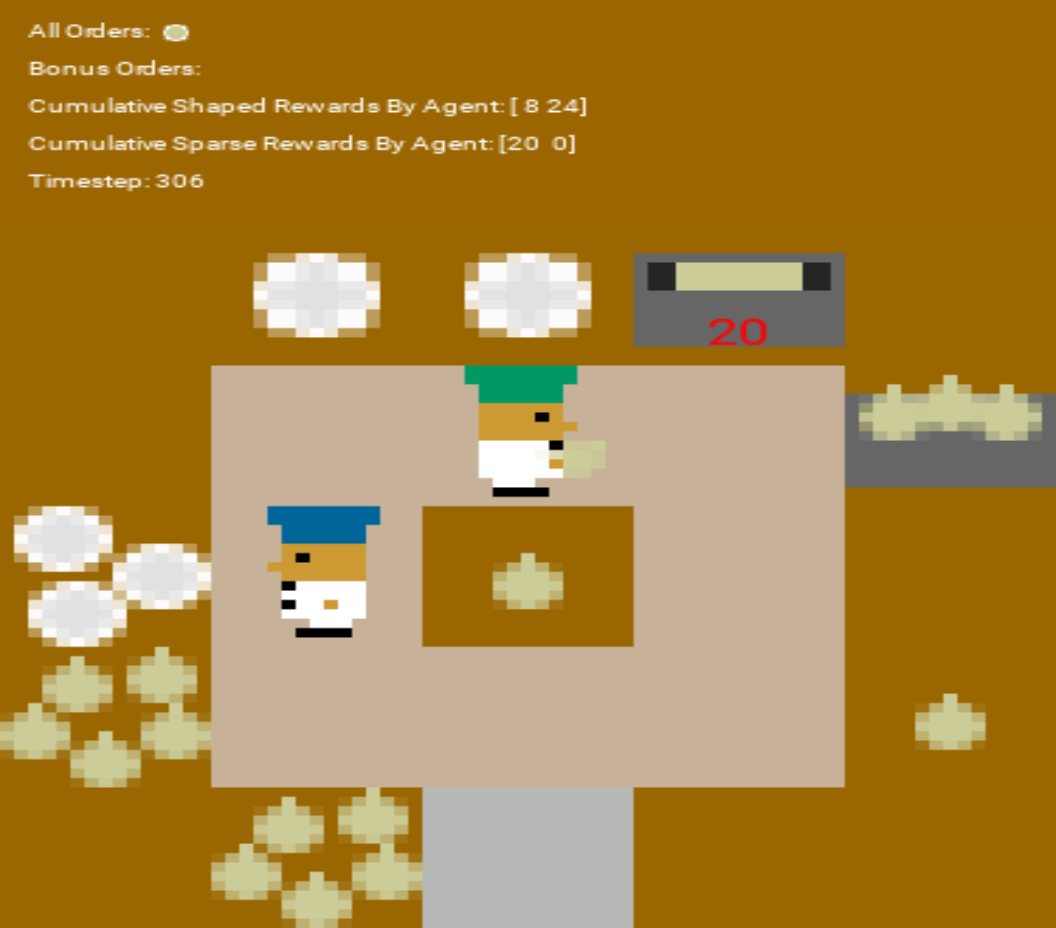 All Orders:
Bonus Orders:
Cumulative Shaped Rewards By Agent: [ 8 24]
Cumulative Sparse Rewards By Agent: [20  0]
Timestep: 306
20